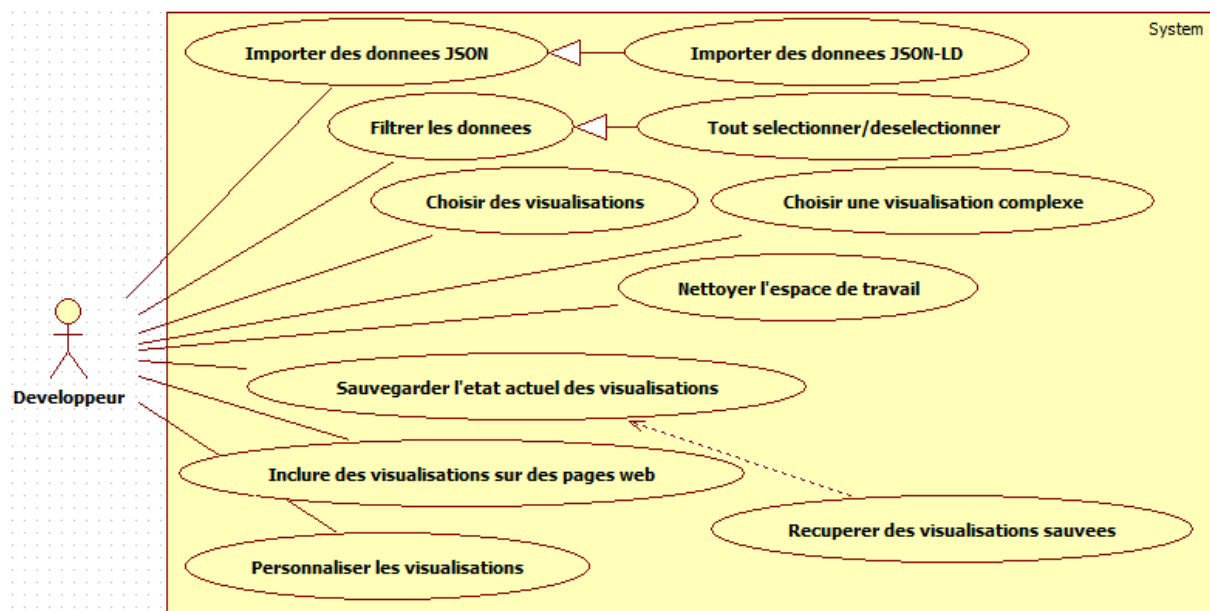 System
Importer des donnees JSON
Importer des donnees JSON-LD
Filtrer les donnees
Tout selectionner/deselectionner
Choisir des visualisations
Choisir une visualisation complexe
Nettoyer l'espace de travail
Developpeur
Sauvegarder l'etat actuel des visualisations
Inclure des visualisations sur des pages web
Recuperer des visualisations sauvees
Personnaliser les visualisations